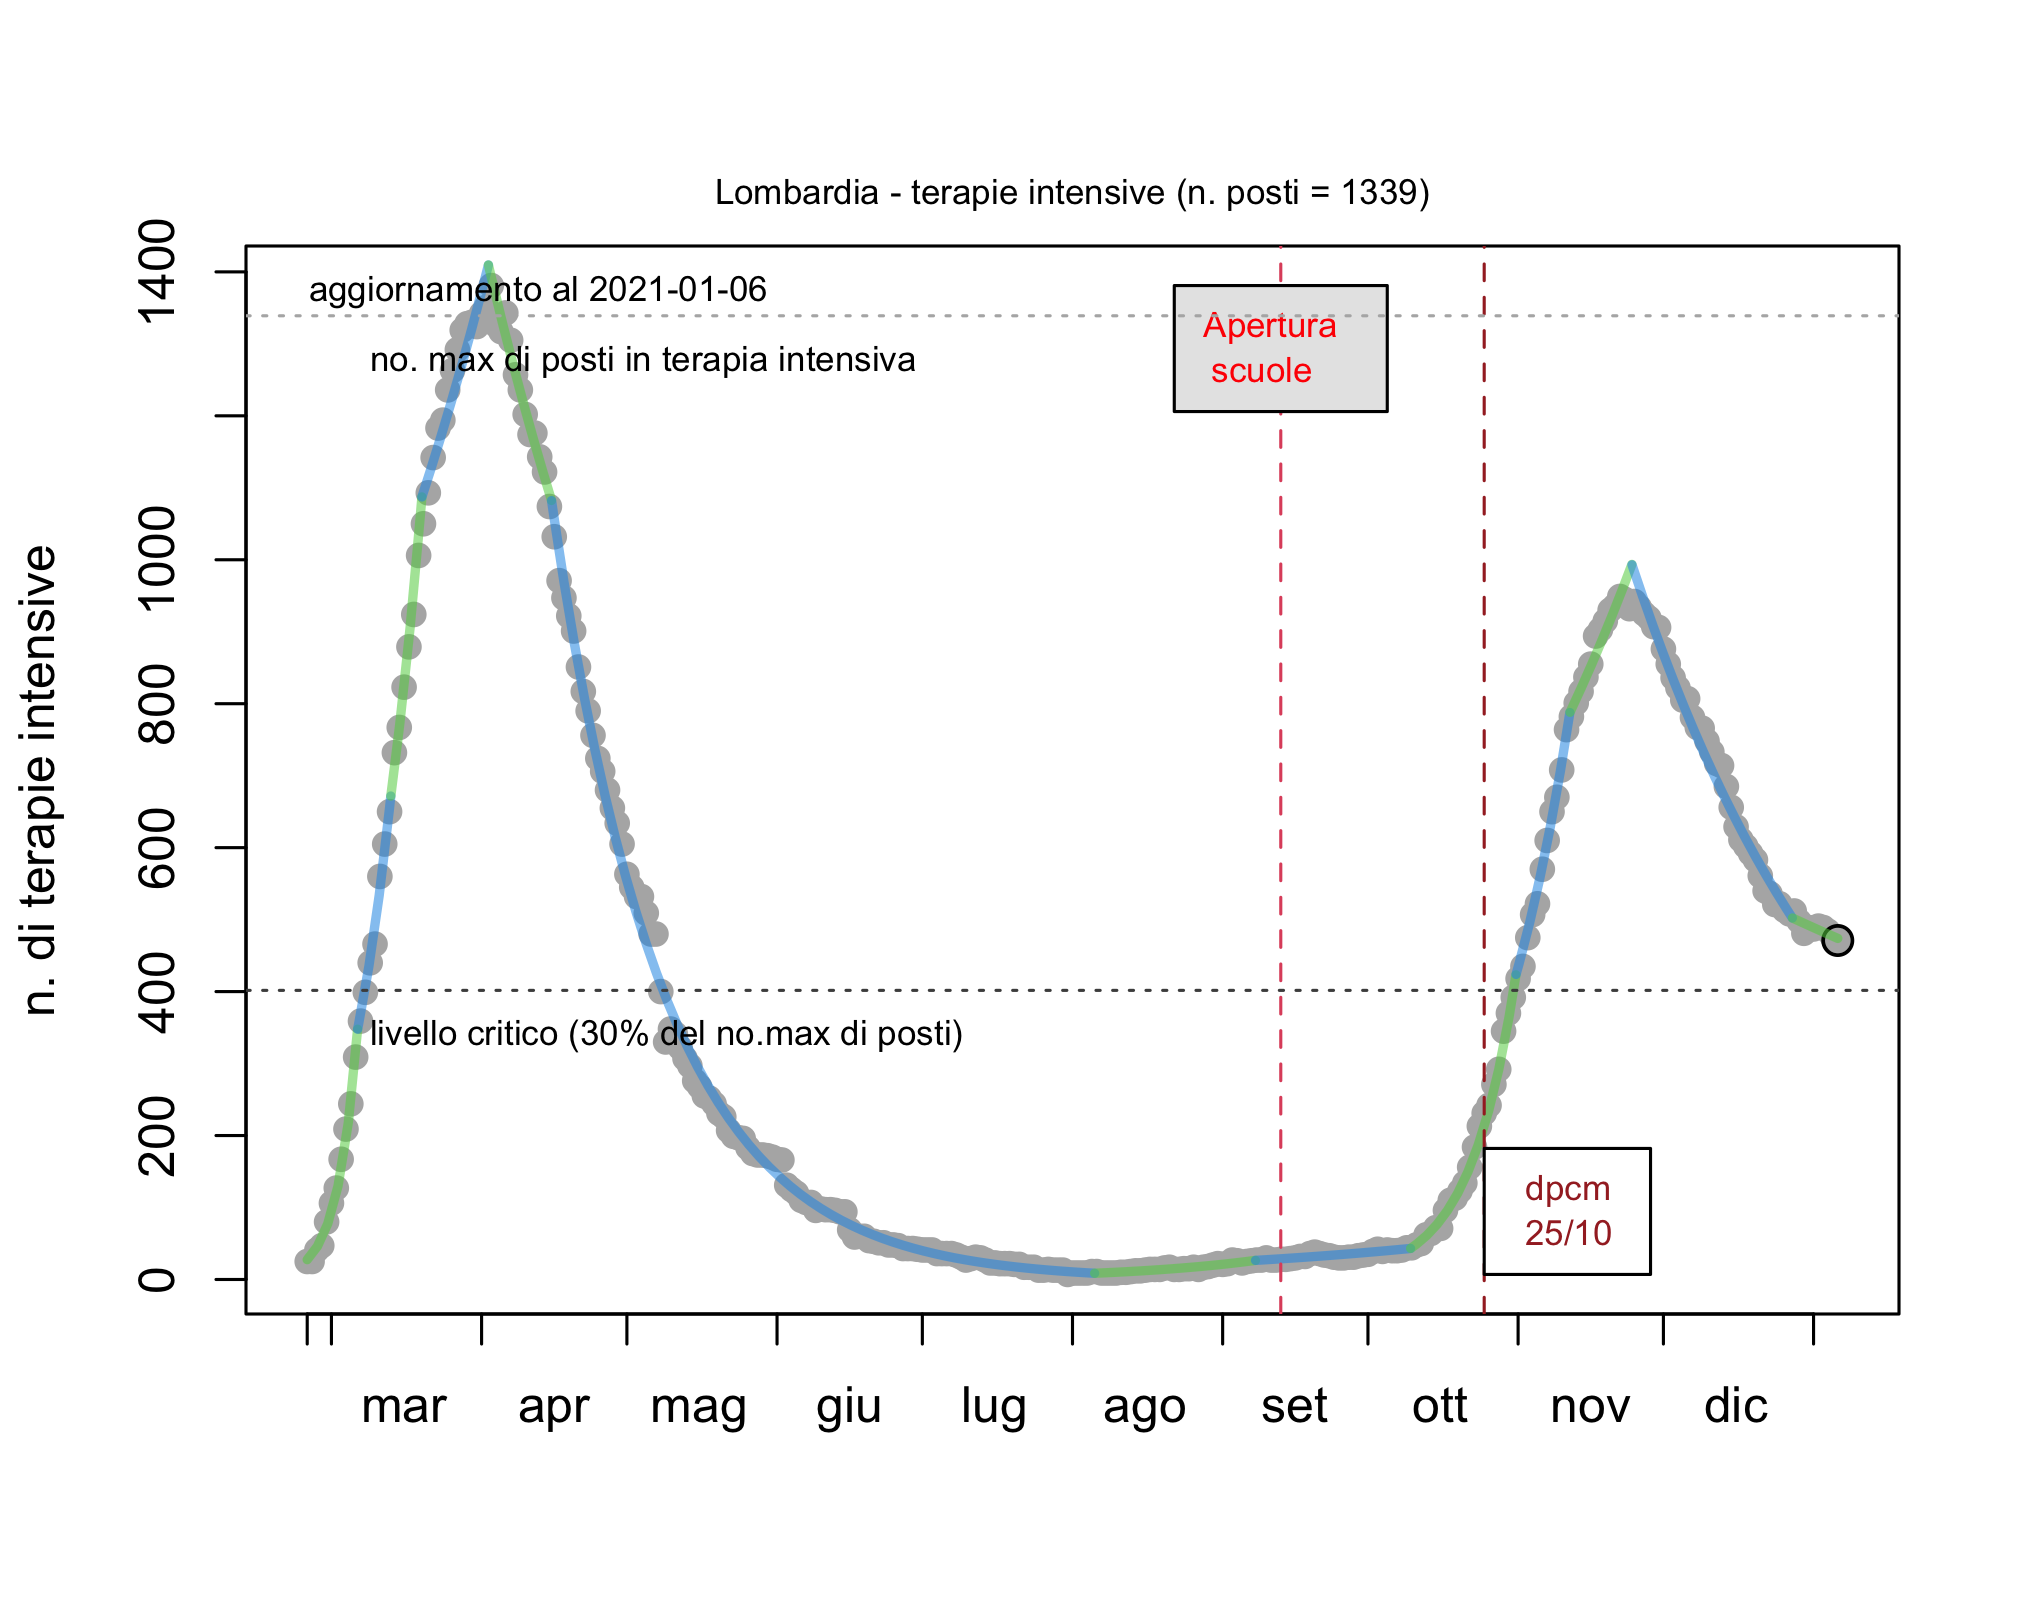 Lombardia - terapie intensive (n. posti = 1339)
aggiornamento al 2021-01-06
no. max di posti in terapia intensiva
Apertura
scuole
livello critico (30% del no.max di posti)
dpcm
25/10
n. di terapie intensive
1400
1000
800
600
400
200
0
mar apr mag giu lug ago set ott nov dic